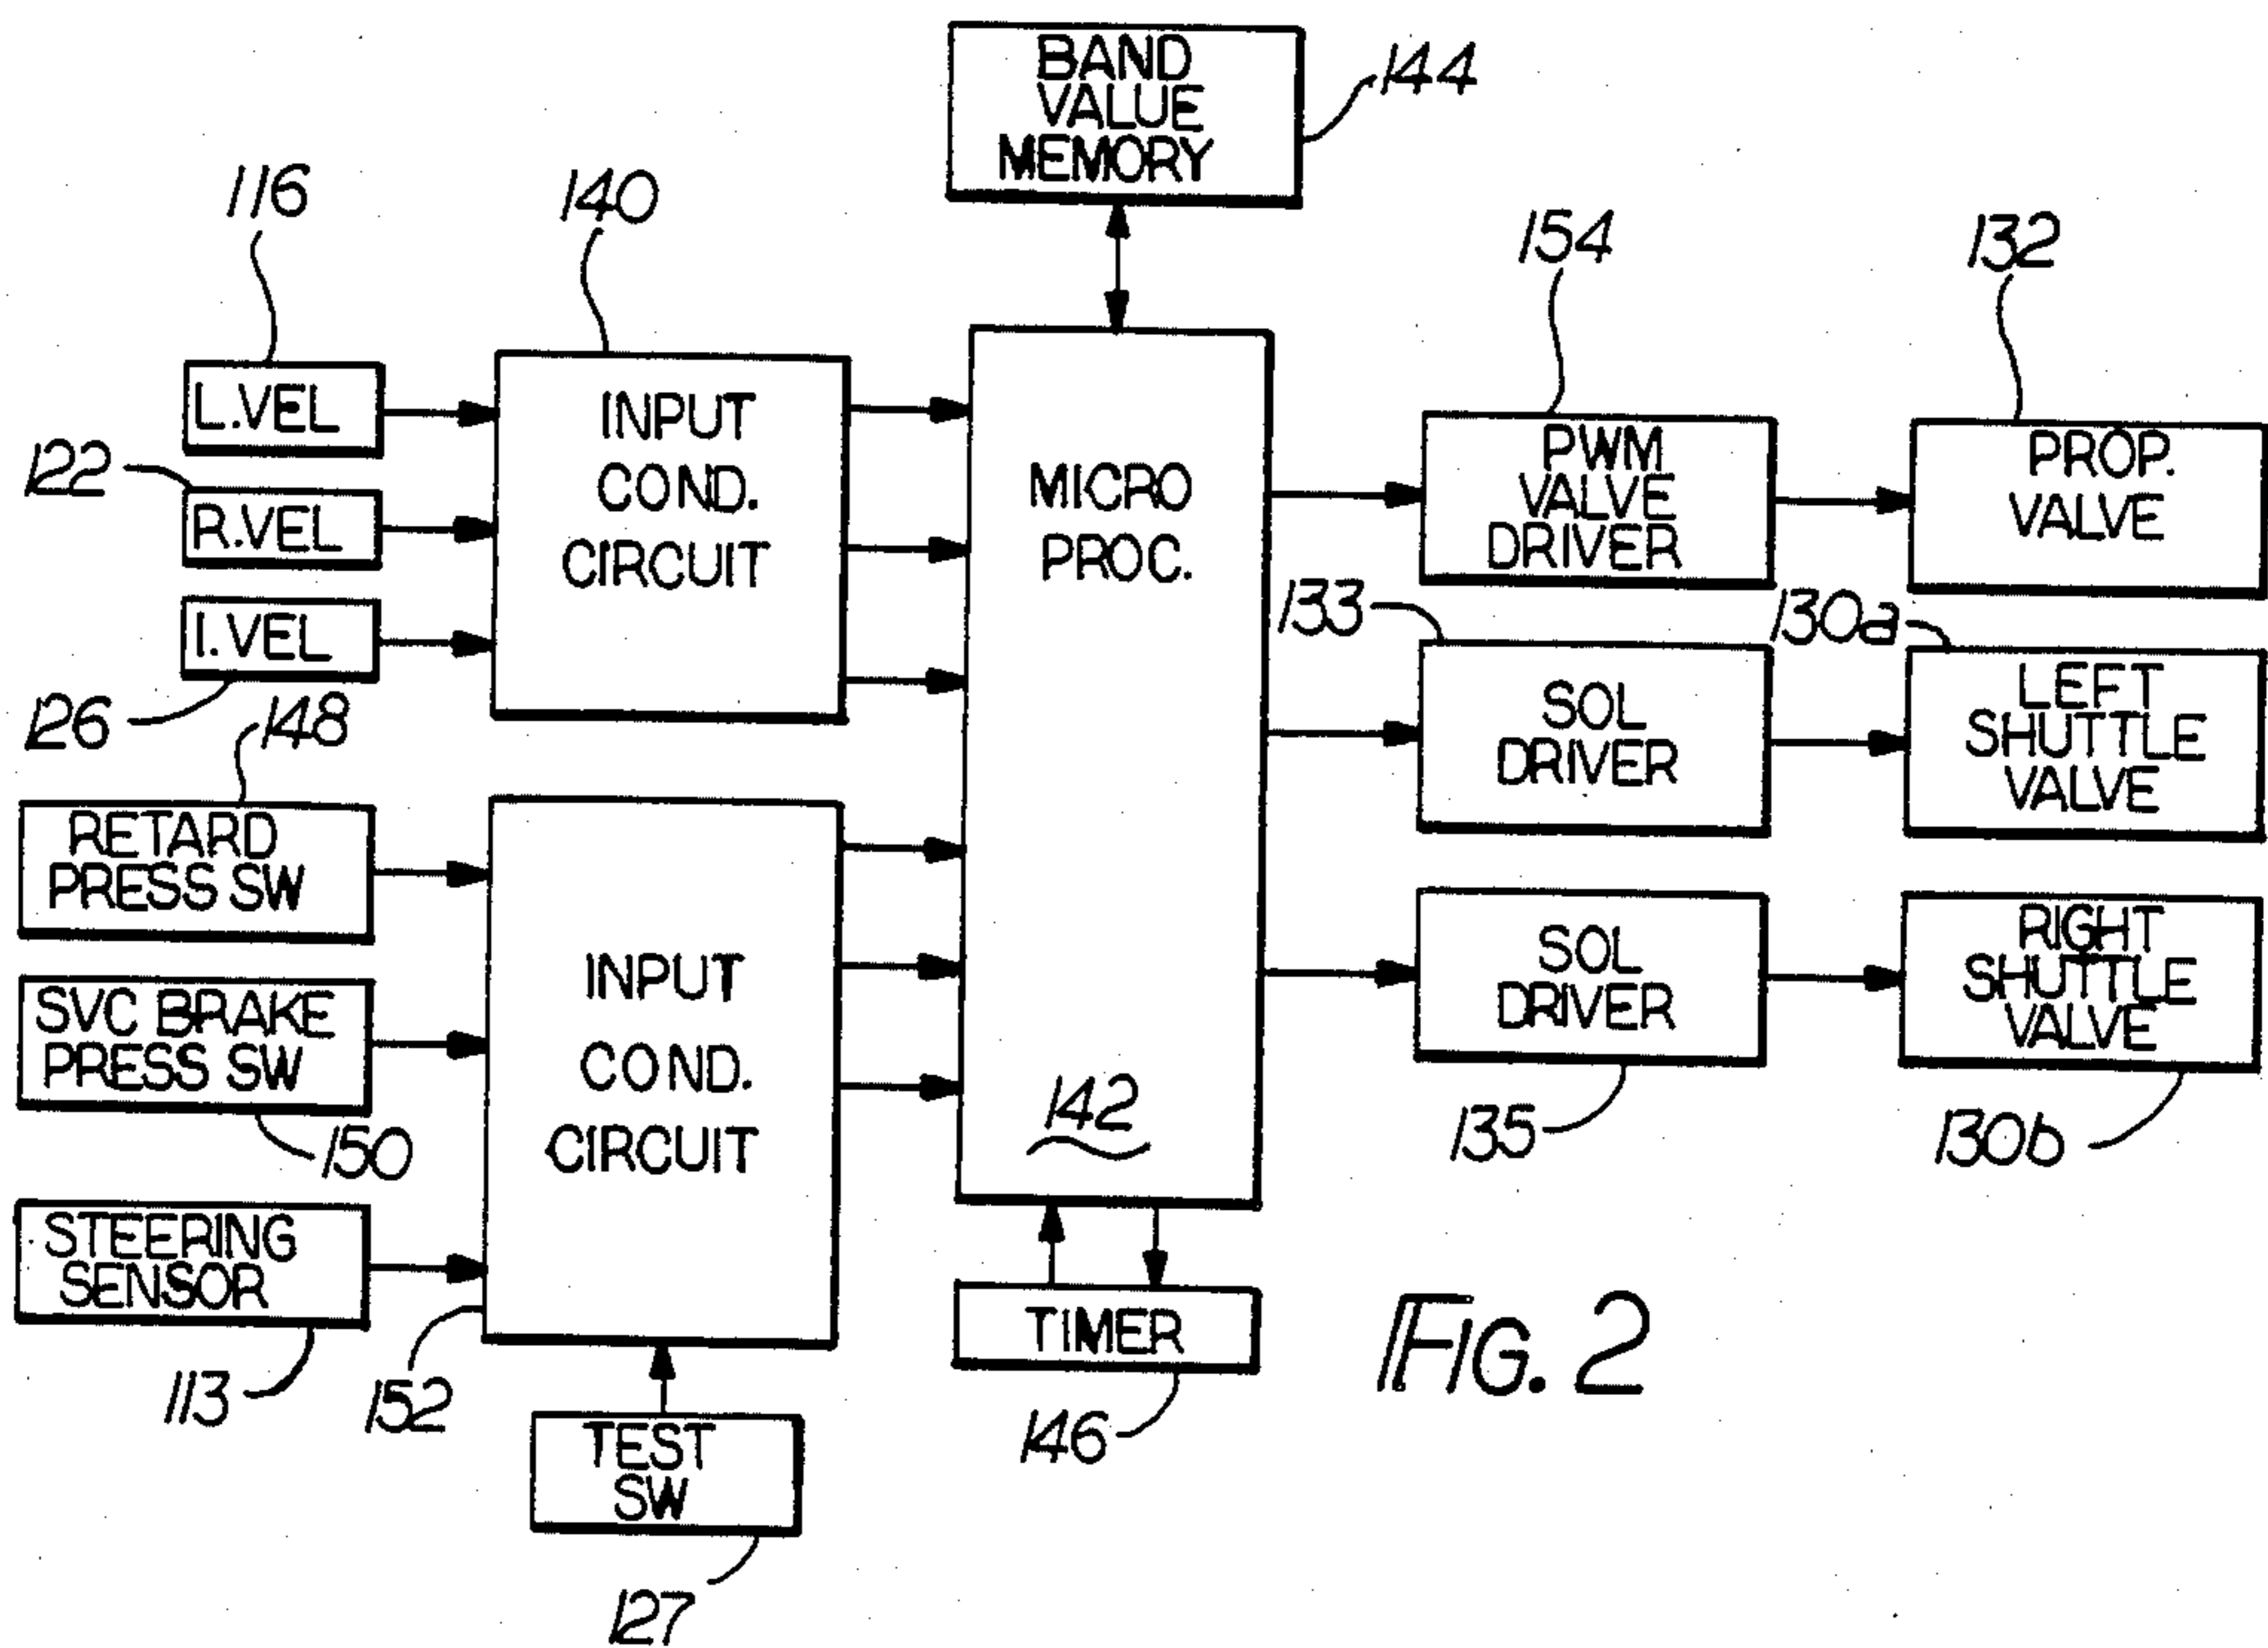 BAND
VALUE
MEMORY
144
116
140
154
132
L.VEL
122
R.VEL
I.VEL
126
INPUT
COND.
CIRCUIT
MICRO
PROC.
142
PWM
VALVE
DRIVER
PROP.
VALVE
133
SOL
DRIVER
130a
LEFT
SHUTTLE
VALVE
148
RETARD
PRESS SW
SVC BRAKE
PRESS SW
150
STEERING
SENSOR
113
INPUT
COND.
CIRCUIT
152
SOL
DRIVER
135
RIGHT
SHUTTLE
VALVE
130b
TIMER
146
TEST
SW
127
FIG. 2